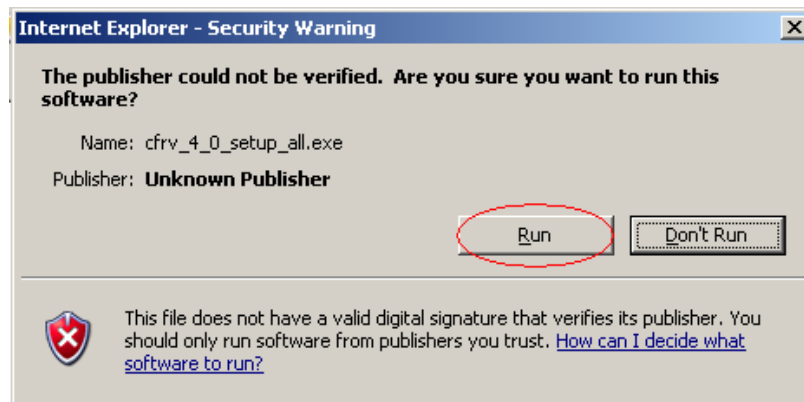 Internet Explorer - Security Warning
The publisher could not be verified.  Are you sure you want to run this
software?
Name: cfrv_4_0_setup_all.exe
Publisher: Unknown Publisher
Run Don't Run
This file does not have a valid digital signature that verifies its publisher. You
should only run software from publishers you trust. How can I decide what
software to run?